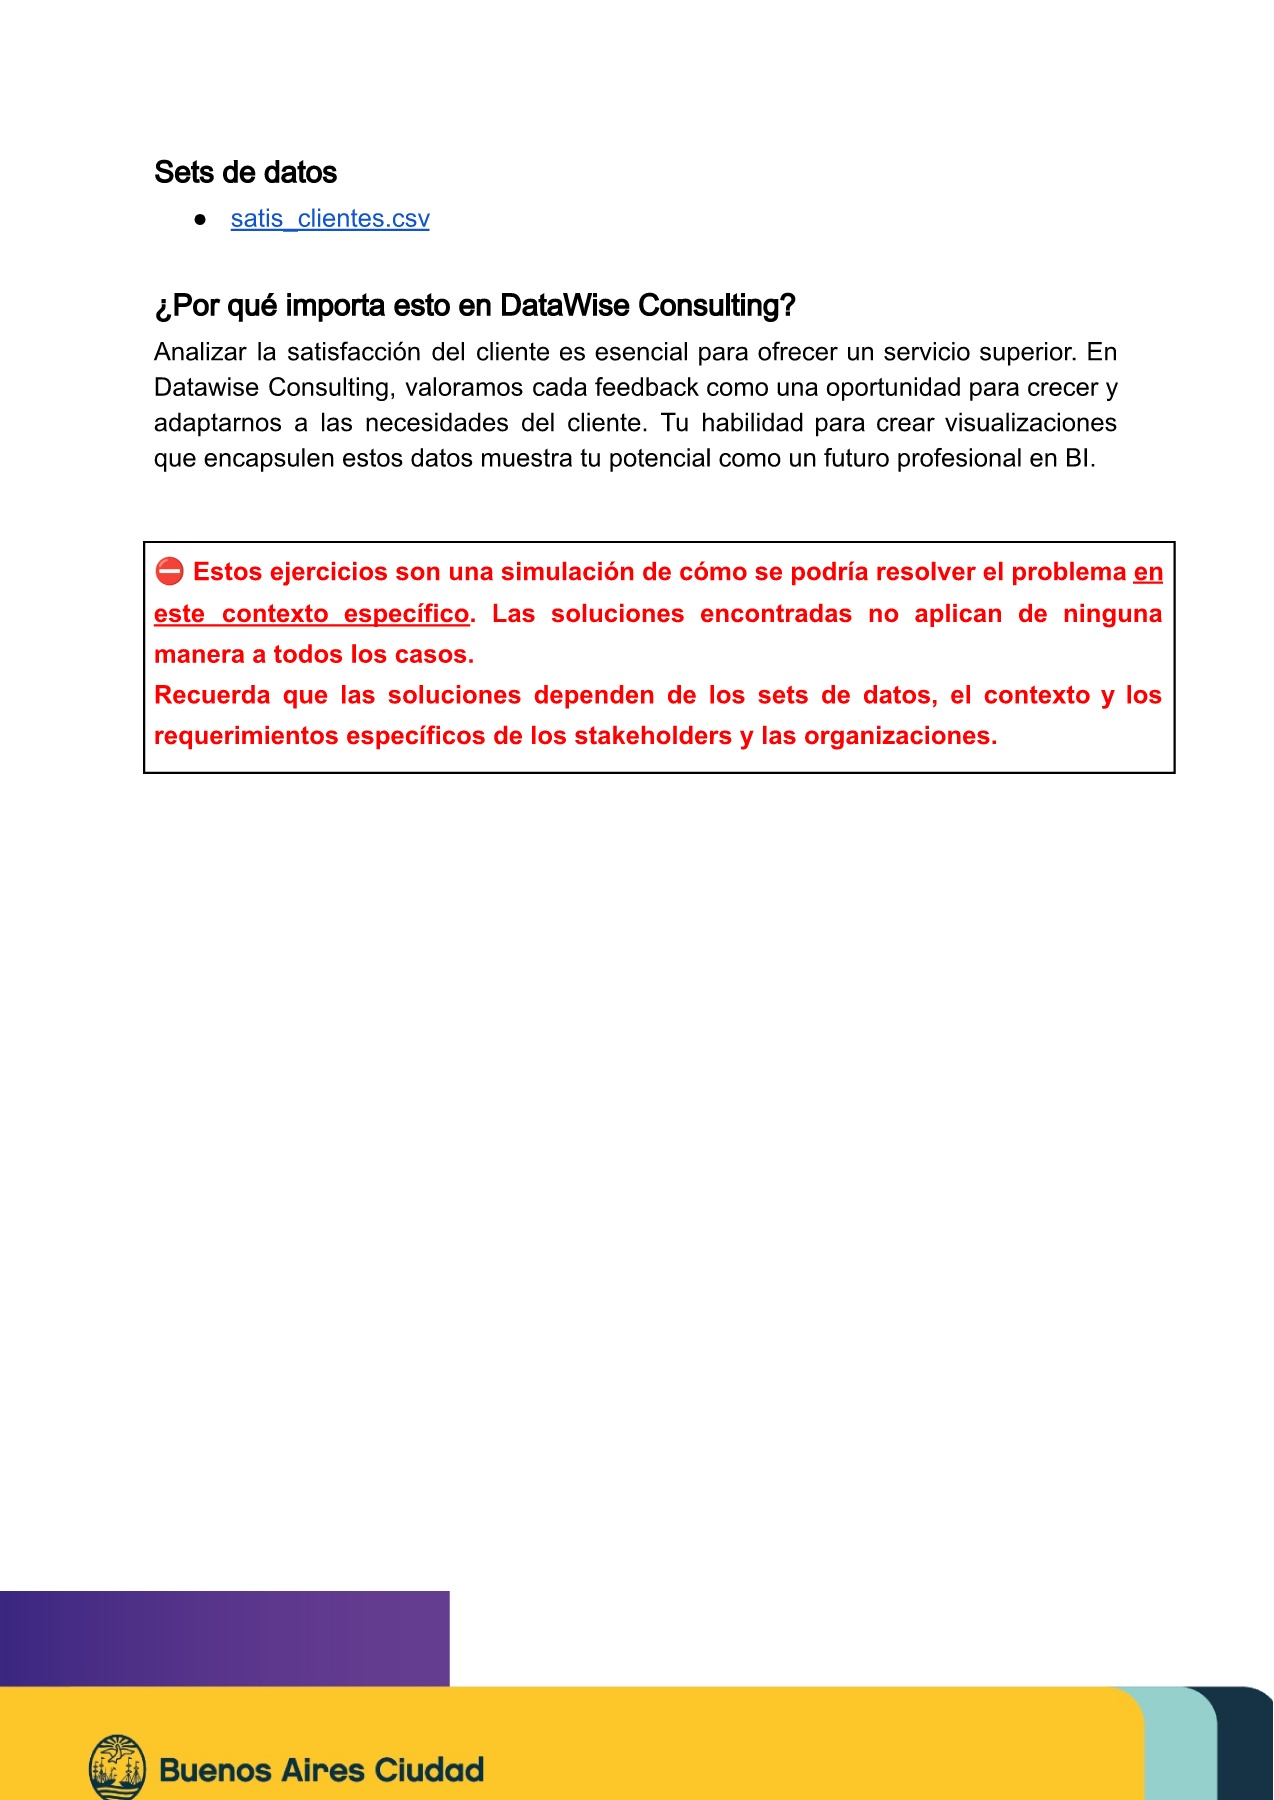 Sets de datos
● satis_clientes.csv
¿Por qué importa esto en DataWise Consulting?
Analizar la satisfacción del cliente es esencial para ofrecer un servicio superior. En
Datawise Consulting, valoramos cada feedback como una oportunidad para crecer y
adaptarnos a las necesidades del cliente. Tu habilidad para crear visualizaciones
que encapsulen estos datos muestra tu potencial como un futuro profesional en BI.
⛔ Estos ejercicios son una simulación de cómo se podría resolver el problema en
este contexto específico. Las soluciones encontradas no aplican de ninguna
manera a todos los casos.
Recuerda que las soluciones dependen de los sets de datos, el contexto y los
requerimientos específicos de los stakeholders y las organizaciones.
Buenos Aires Ciudad